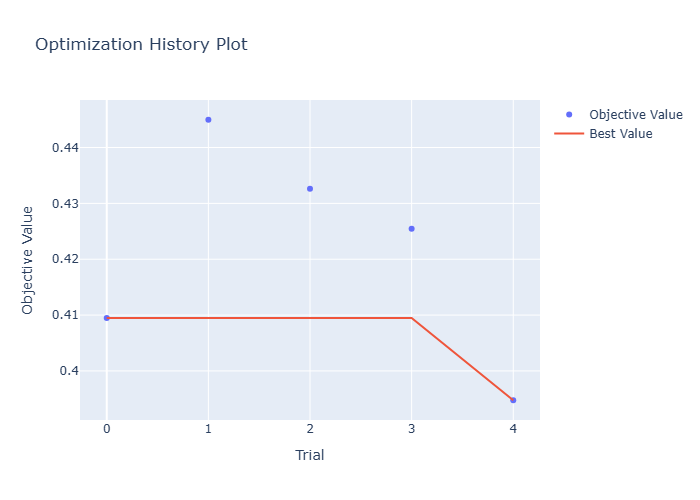 Optimization History Plot
Objective Value
Best Value
0.44
0.43
0.42
0.41
0.4
Objective Value
0
1
2
3
4
Trial